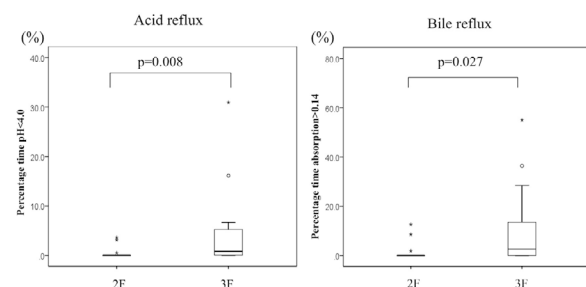 Acid reflux
(%)
p=0.008
Percentage time pH<4.0
40.0
30.0
20.0
10.0
.0
2F
3F
Bile reflux
(%)
p=0.027
Percentage time absorption>0.14
80.0
60.0
40.0
20.0
.0
2F
3F